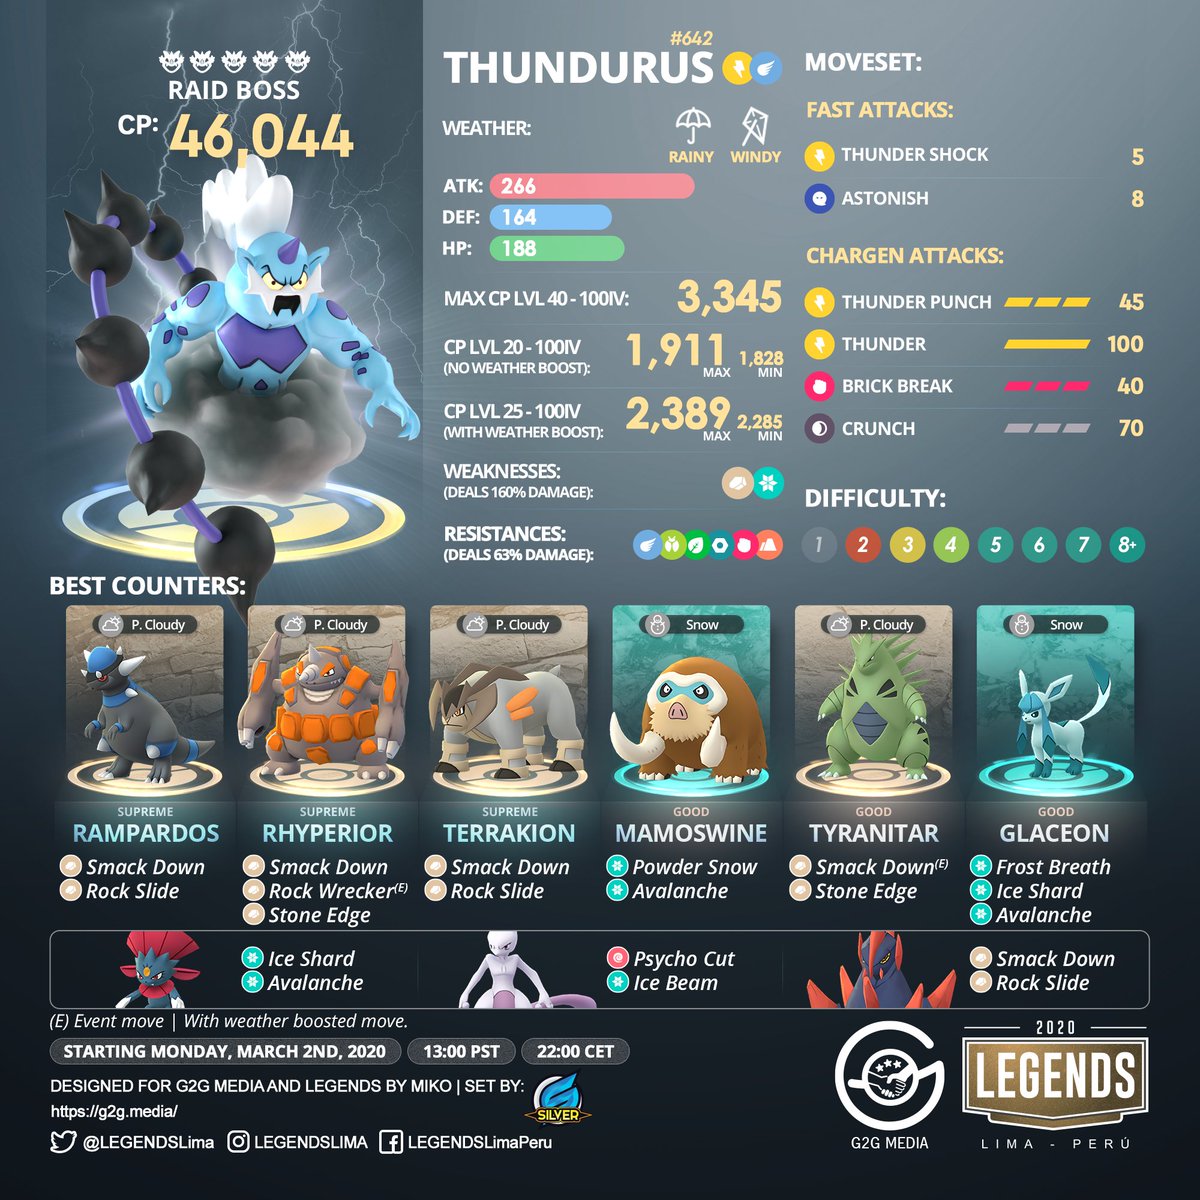 RAID BOSS
CP: 46,044
#642
THUNDURUS
WEATHER:
RAINY WINDY
ATK: 266
DEF: 164
HP: 188
MAX CP LVL 40 - 100IV: 3,345
CP LVL 20 - 100IV
(NO WEATHER BOOST):
1,911 MAX 1,828 MIN
CP LVL 25 - 100IV
(WITH WEATHER BOOST):
2,389 MAX 2,285 MIN
WEAKNESSES:
(DEALS 160% DAMAGE):
RESISTANCES:
(DEALS 63% DAMAGE):
MOVESET:
FAST ATTACKS:
THUNDER SHOCK 5
ASTONISH 8
CHARGEN ATTACKS:
THUNDER PUNCH 45
THUNDER 100
BRICK BREAK 40
CRUNCH 70
DIFFICULTY:
1 2 3 4 5 6 7 8+
BEST COUNTERS:
P. Cloudy
SUPREME
RAMPARDOS
Smack Down
Rock Slide
P. Cloudy
SUPREME
RHYPERIOR
Smack Down
Rock Wrecker(E)
Stone Edge
P. Cloudy
SUPREME
TERRAKION
Smack Down
Rock Slide
Snow
GOOD
MAMOSWINE
Powder Snow
Avalanche
P. Cloudy
GOOD
TYRANITAR
Smack Down(E)
Stone Edge
Snow
GOOD
GLACEON
Frost Breath
Ice Shard
Avalanche
Ice Shard
Avalanche
Psycho Cut
Ice Beam
Smack Down
Rock Slide
(E) Event move | With weather boosted move.
STARTING MONDAY, MARCH 2ND, 2020 13:00 PST 22:00 CET
DESIGNED FOR G2G MEDIA AND LEGENDS BY MIKO | SET BY:
SILVER
https://g2g.media/
@LEGENDSLima LEGENDSLIMA LEGENDSLimaPeru
G2G MEDIA
2020
LEGENDS
LIMA - PERÚ